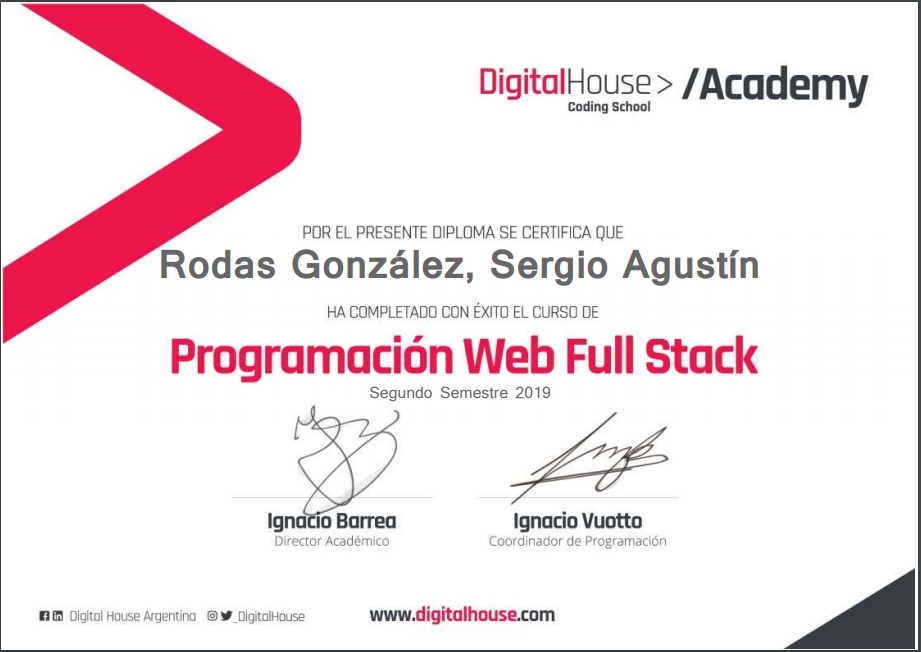 DigitalHouse> /Academy
Coding School
POR EL PRESENTE DIPLOMA SE CERTIFICA QUE
Rodas González, Sergio Agustín
HA COMPLETADO CON ÉXITO EL CURSO DE
Programación Web Full Stack
Segundo Semestre 2019
Ignacio Barrea Ignacio Vuotto
Director Académico Coordinador de Programación
Digital House Argentina _DigitalHouse www.digitalhouse.com